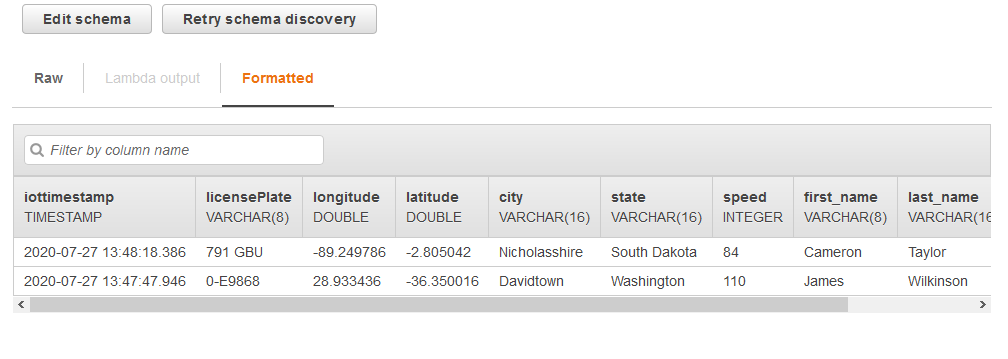 Edit schema Retry schema discovery
Raw Lambda output Formatted
Filter by column name
iottimestamp licensePlate longitude latitude city state speed first_name last_name
TIMESTAMP VARCHAR(8) DOUBLE DOUBLE VARCHAR(16) VARCHAR(16) INTEGER VARCHAR(8) VARCHAR(16
2020-07-27 13:48:18.386 791 GBU -89.249786 -2.805042 Nicholasshire South Dakota 84 Cameron Taylor
2020-07-27 13:47:47.946 0-E9868 28.933436 -36.350016 Davidtown Washington 110 James Wilkinson